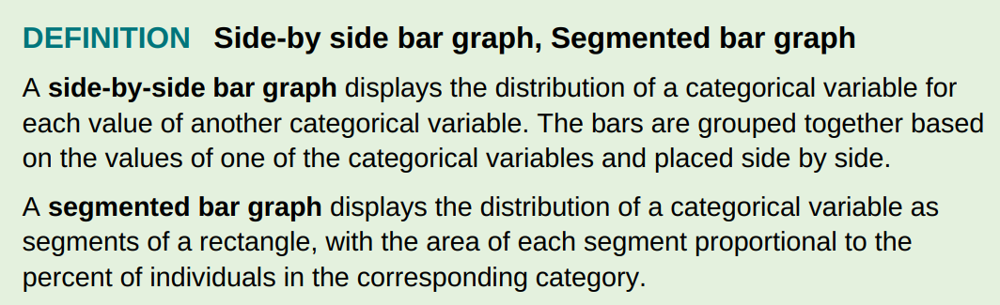 DEFINITION Side-by side bar graph, Segmented bar graph
A side-by-side bar graph displays the distribution of a categorical variable for
each value of another categorical variable. The bars are grouped together based
on the values of one of the categorical variables and placed side by side.
A segmented bar graph displays the distribution of a categorical variable as
segments of a rectangle, with the area of each segment proportional to the
percent of individuals in the corresponding category.